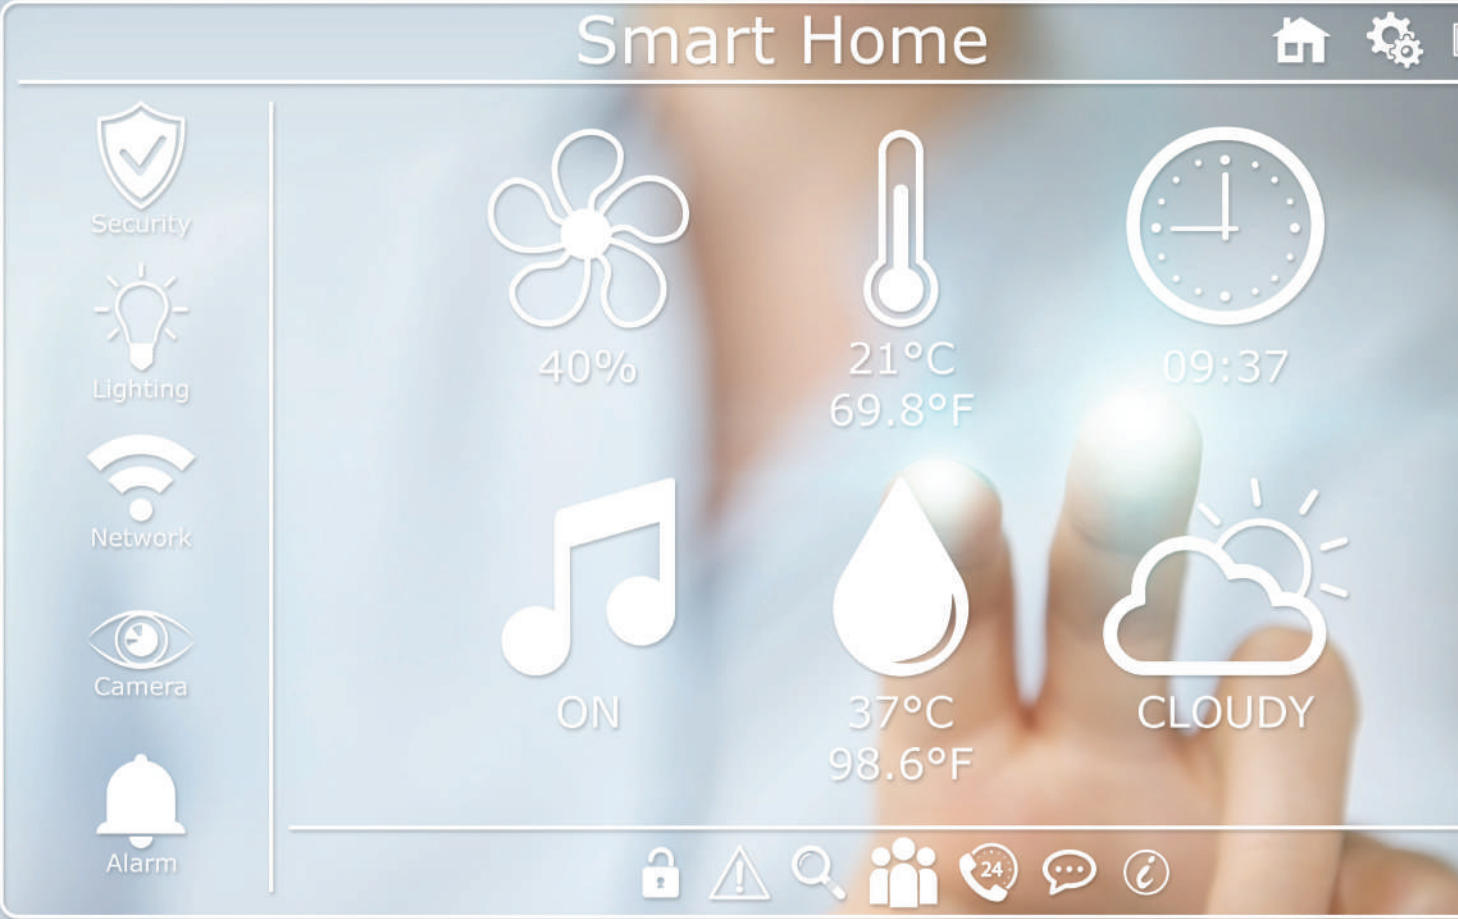 Smart Home
Security
Lighting
Network
Camera
Alarm
40%
21°C
69.8°F
09:37
ON
37°C
98.6°F
CLOUDY
24
i